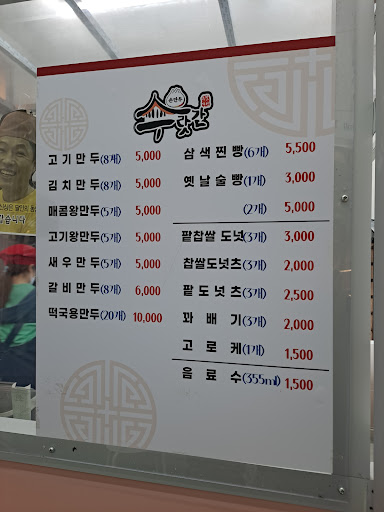 손만두
수랏간
고기만두(8개) 5,000
김치만두(8개) 5,000
매콤왕만두(5개) 5,000
고기왕만두(5개) 5,000
새우만두(5개) 5,000
갈비만두(8개) 6,000
떡국용만두(20개) 10,000
삼색찐빵(6개) 5,500
옛날술빵(1개) 3,000
(2개) 5,000
팥찹쌀도넛(3개) 3,000
찹쌀도넛츠(3개) 2,000
팥도넛츠(3개) 2,500
꽈배기(3개) 2,000
고로케(1개) 1,500
음료수(355ml) 1,500